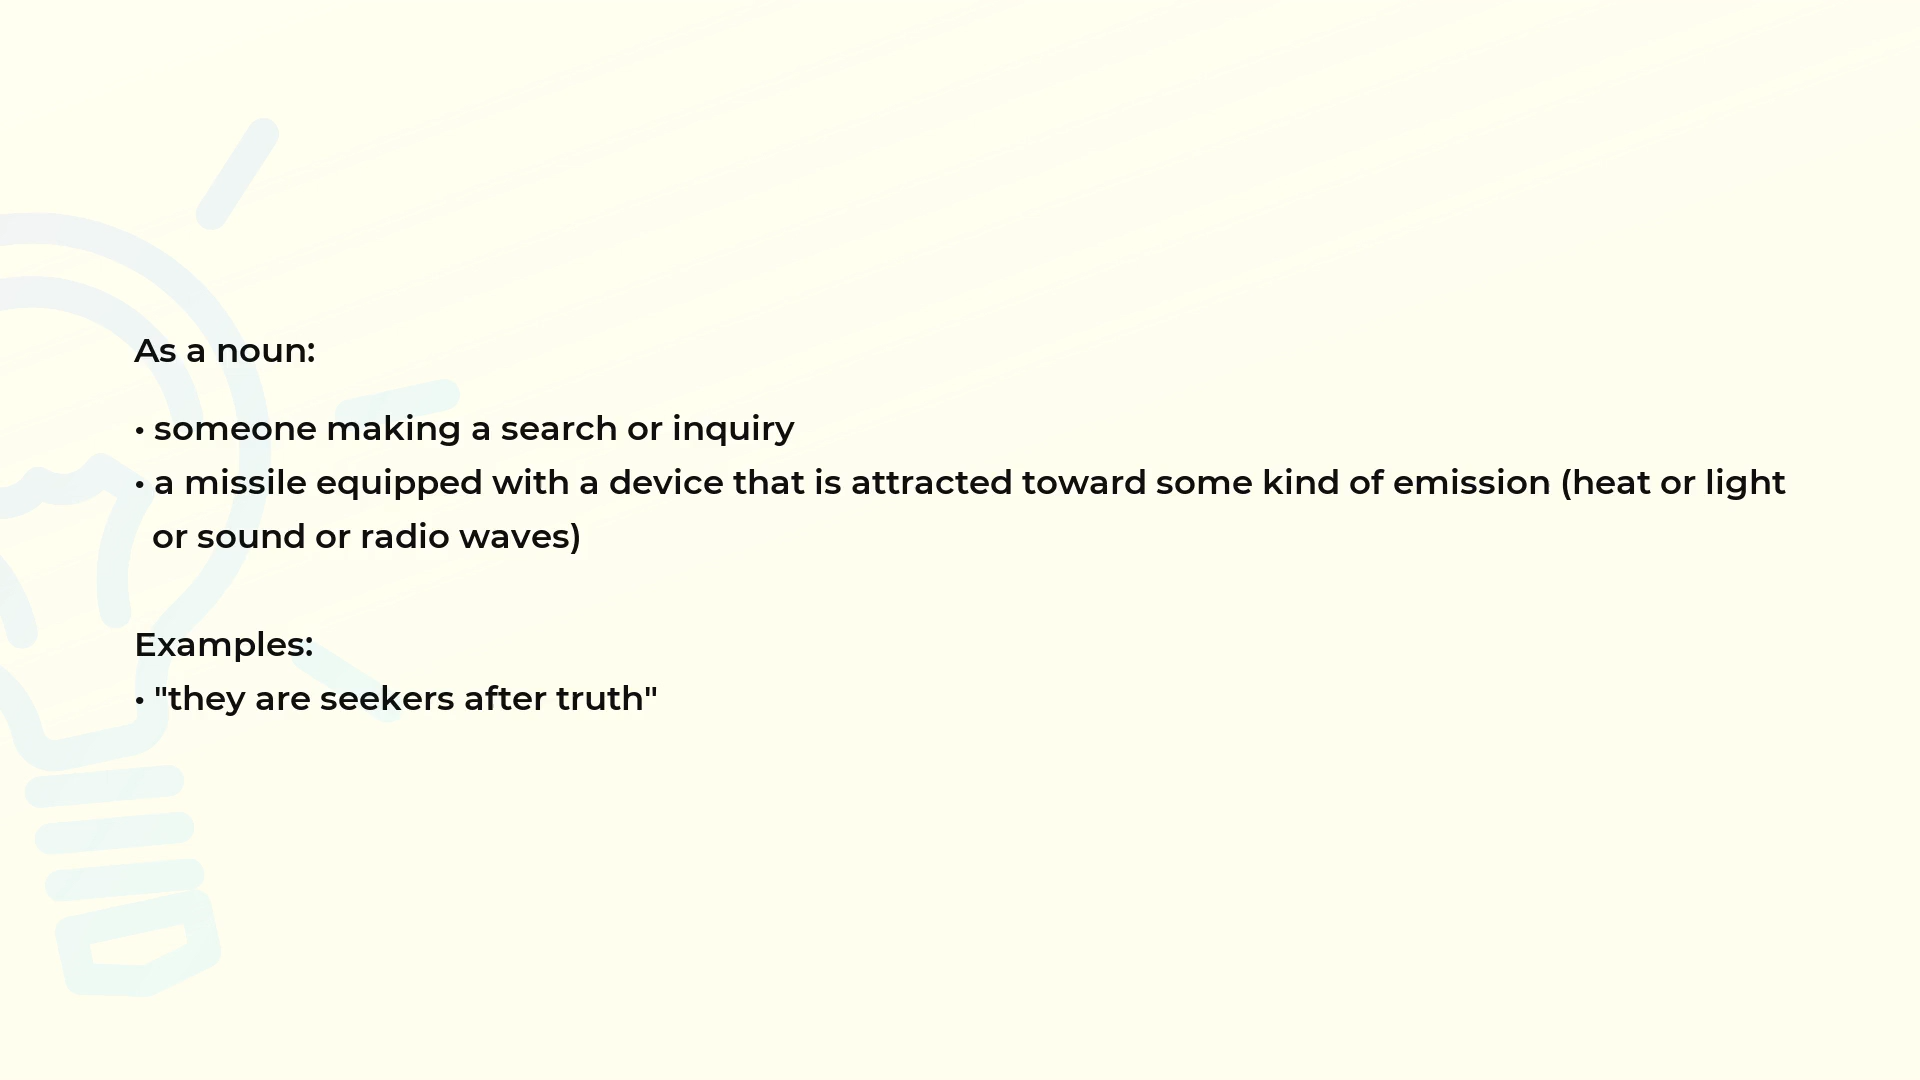 As a noun:
• someone making a search or inquiry
• a missile equipped with a device that is attracted toward some kind of emission (heat or light
or sound or radio waves)
Examples:
• "they are seekers after truth"